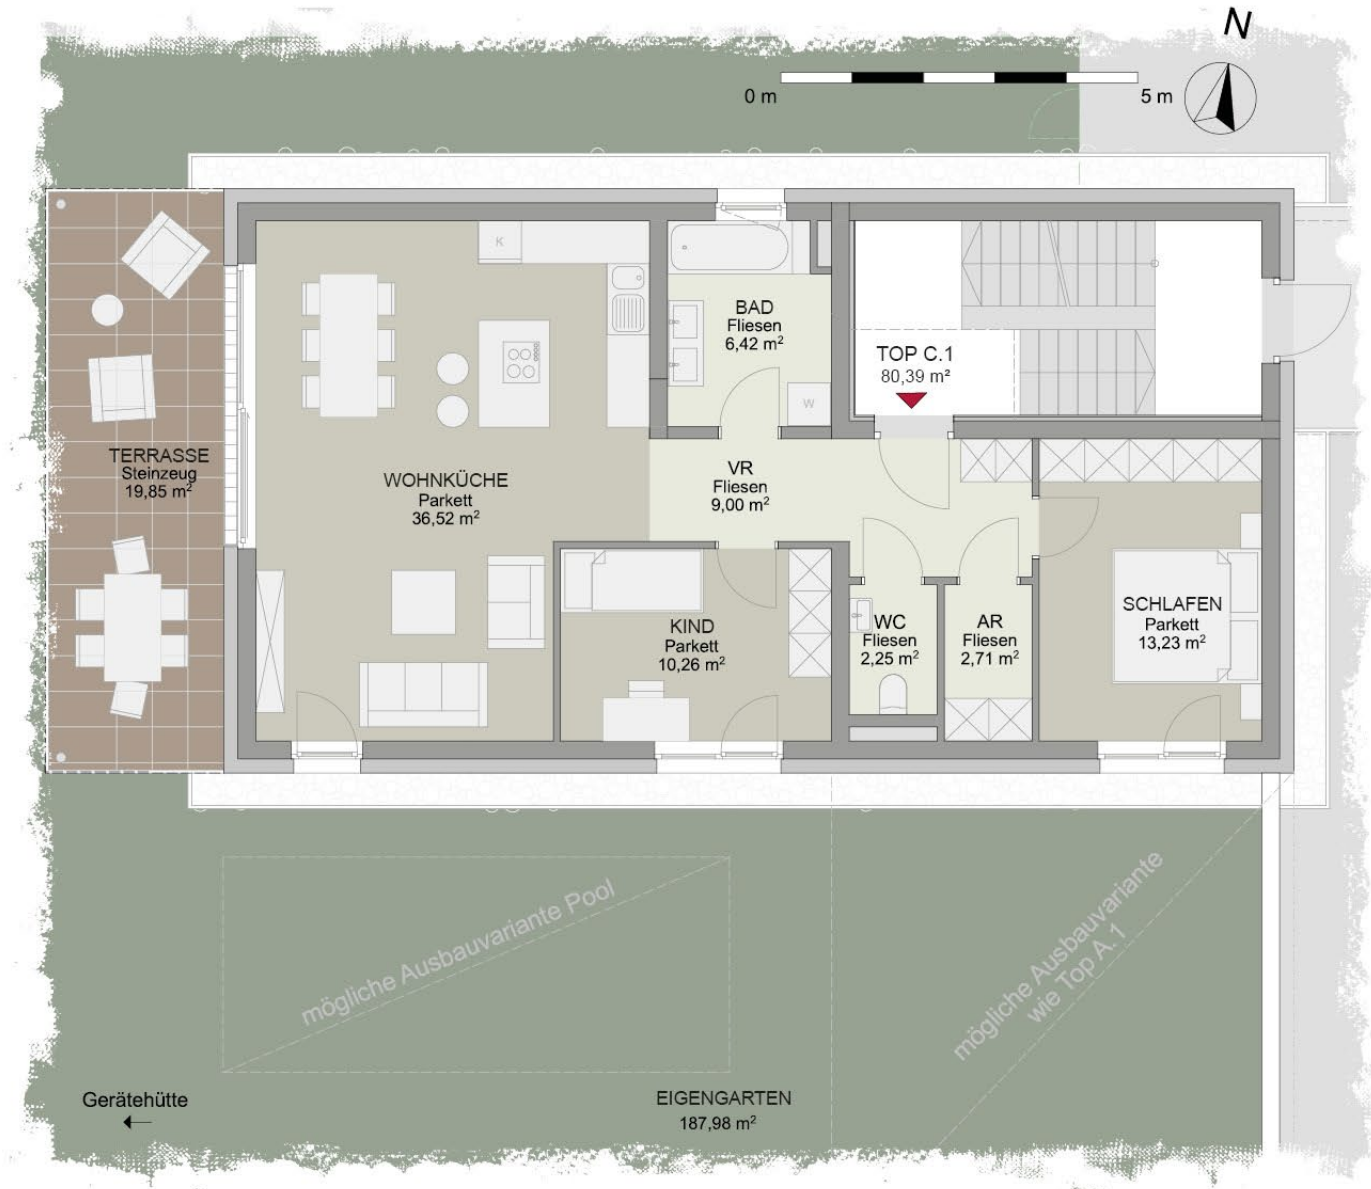 N
0 m
5 m
K
BAD
Fliesen
6,42 m²
TOP C.1
80,39 m²
W
TERRASSE
Steinzeug
19,85 m²
WOHNKÜCHE
Parkett
36,52 m²
VR
Fliesen
9,00 m²
KIND
Parkett
10,26 m²
WC
Fliesen
2,25 m²
AR
Fliesen
2,71 m²
SCHLAFEN
Parkett
13,23 m²
mögliche Ausbauvariante Pool
mögliche Ausbauvariante
wie Top A.1
Gerätehütte
EIGENGARTEN
187,98 m²